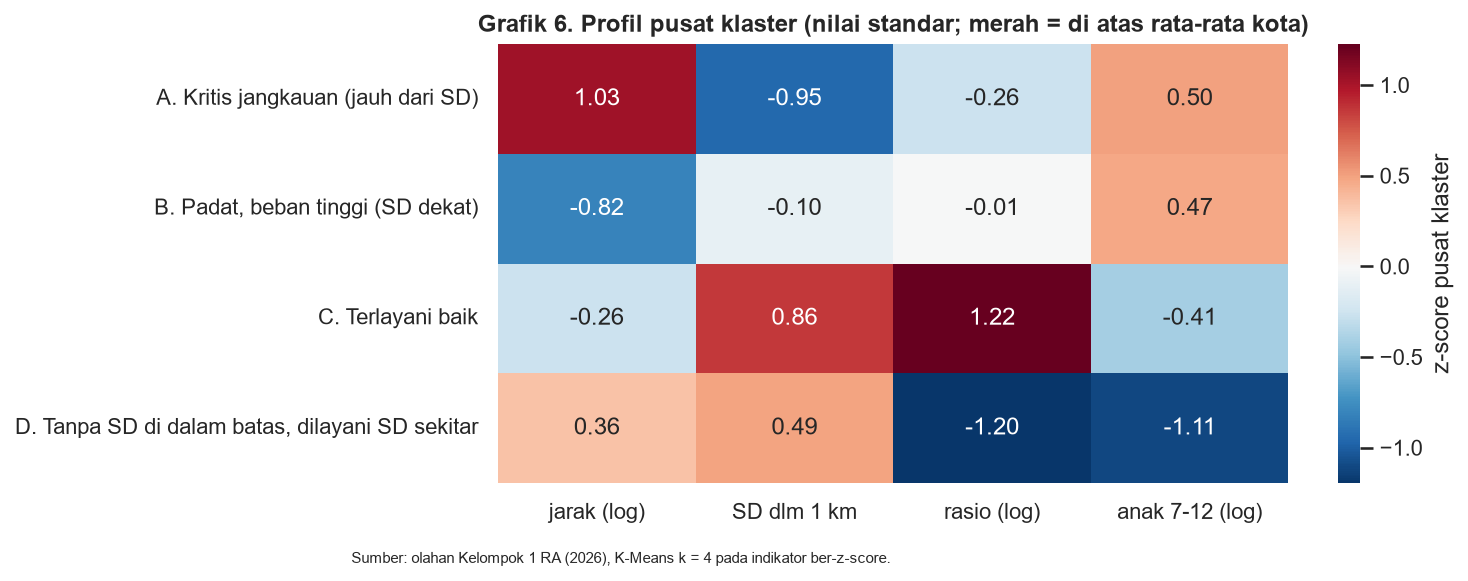 Grafik 6. Profil pusat klaster (nilai standar; merah = di atas rata-rata kota)
A. Kritis jangkauan (jauh dari SD)
1.03 -0.95 -0.26 0.50
B. Padat, beban tinggi (SD dekat)
-0.82 -0.10 -0.01 0.47
C. Terlayani baik
-0.26 0.86 1.22 -0.41
D. Tanpa SD di dalam batas, dilayani SD sekitar
0.36 0.49 -1.20 -1.11
jarak (log) SD dlm 1 km rasio (log) anak 7-12 (log)
1.0
0.5
0.0
−0.5
−1.0
z-score pusat klaster
Sumber: olahan Kelompok 1 RA (2026), K-Means k = 4 pada indikator ber-z-score.